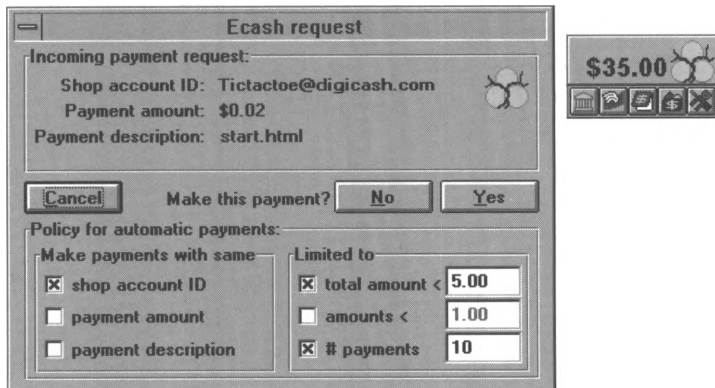 Ecash request
Incoming payment request:
Shop account ID: Tictactoe@digicash.com
Payment amount: $0.02
Payment description: start.html
Cancel Make this payment? No Yes
Policy for automatic payments:
Make payments with same
shop account ID
payment amount
payment description
Limited to
total amount < 5.00
amounts < 1.00
# payments 10
$35.00